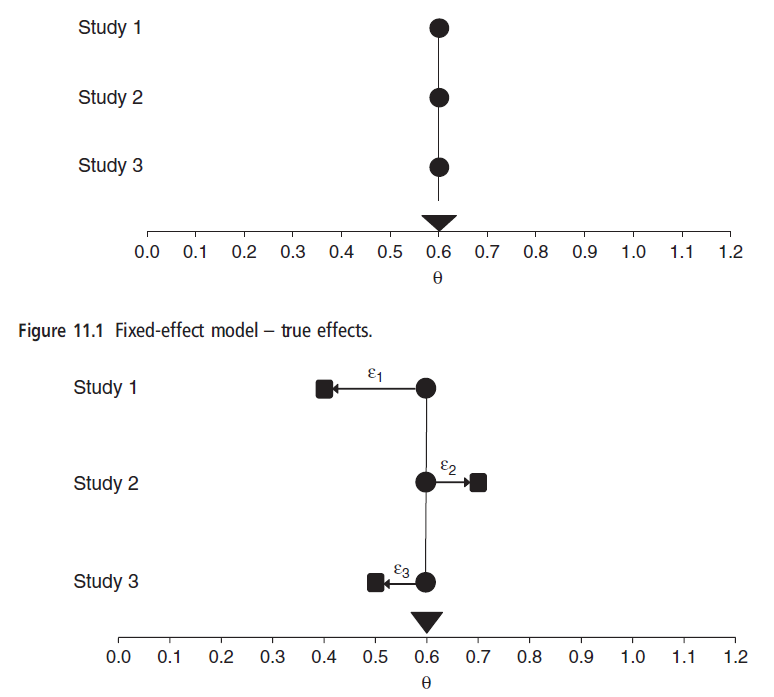 Study 1
Study 2
Study 3
0.0 0.1 0.2 0.3 0.4 0.5 0.6 0.7 0.8 0.9 1.0 1.1 1.2
θ
Figure 11.1 Fixed-effect model – true effects.
ε1
Study 1
ε2
Study 2
ε3
Study 3
0.0 0.1 0.2 0.3 0.4 0.5 0.6 0.7 0.8 0.9 1.0 1.1 1.2
θ